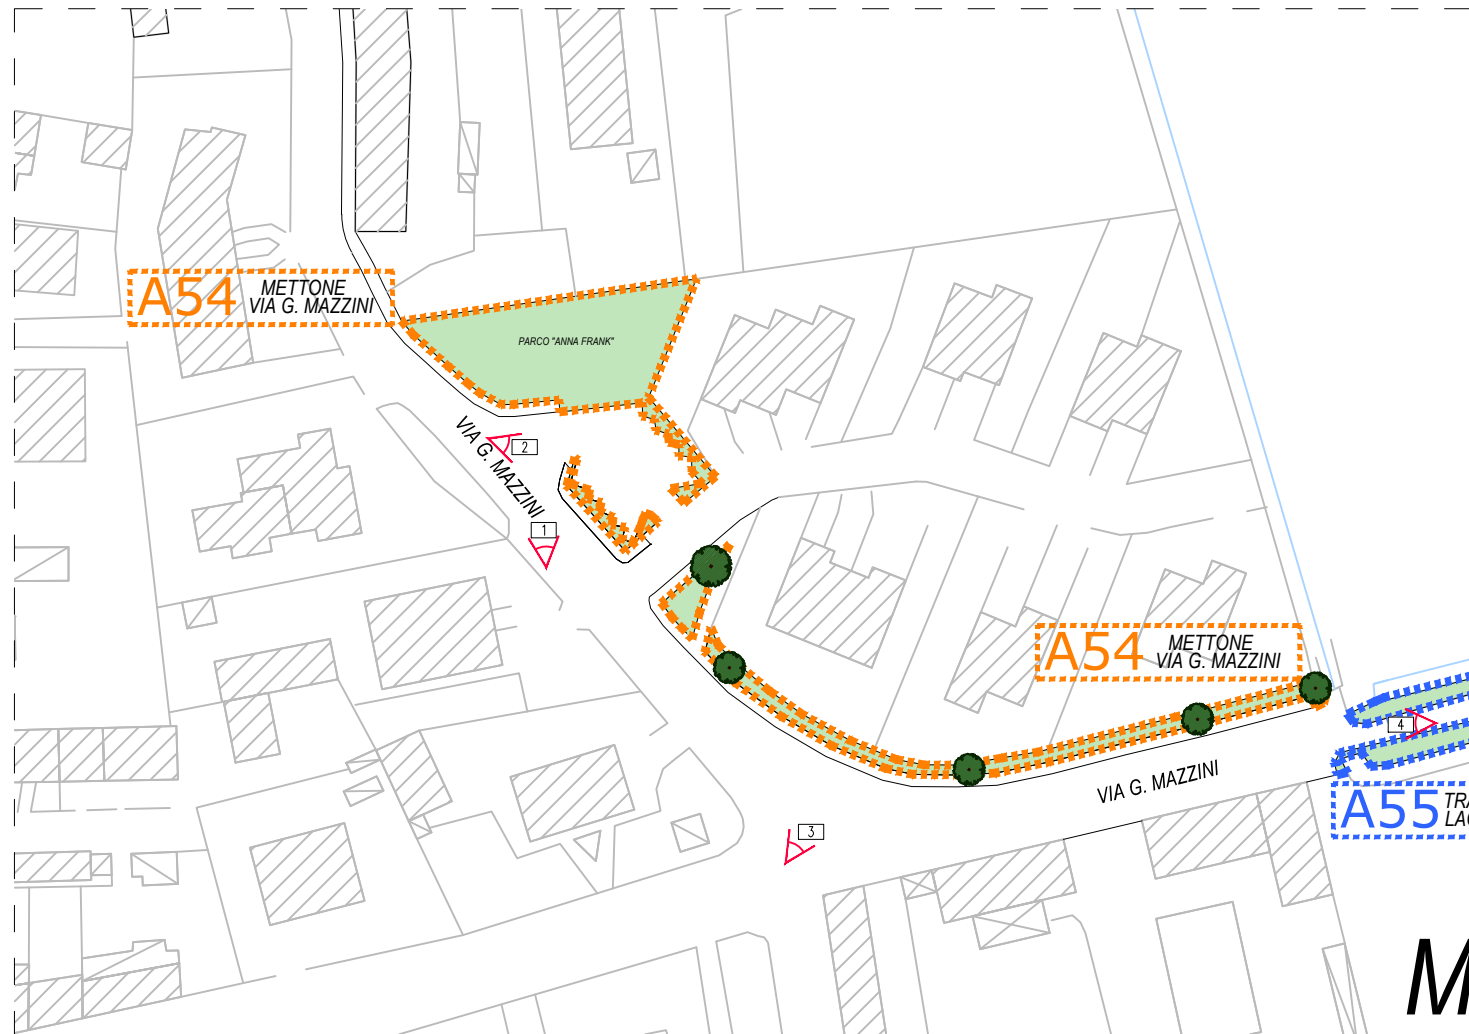 A54
METTONE
VIA G. MAZZINI
PARCO "ANNA FRANK"
VIA G. MAZZINI
2
1
A54
METTONE
VIA G. MAZZINI
4
VIA G. MAZZINI
A55
3
M